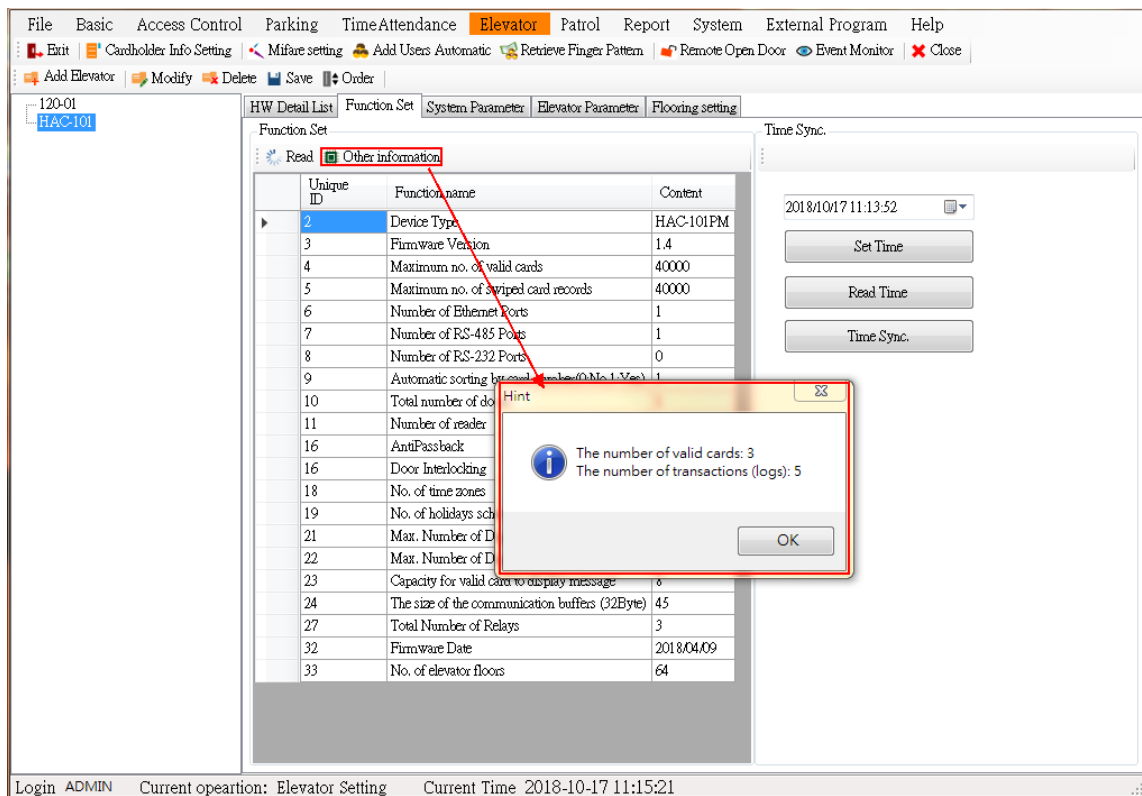 File Basic Access Control Parking TimeAttendance Elevator Patrol Report System External Program Help
Exit Cardholder Info Setting Mifare setting Add Users Automatic Retrieve Finger Pattern Remote Open Door Event Monitor Close
Add Elevator Modify Delete Save Order
120-01
HAC-101
HW Detail List Function Set System Parameter Elevator Parameter Flooring setting
Function Set
Read Other information
Unique ID Function name Content
2 Device Type HAC-101PM
3 Firmware Version 1.4
4 Maximum no. of valid cards 40000
5 Maximum no. of swiped card records 40000
6 Number of Ethernet Ports 1
7 Number of RS-485 Ports 1
8 Number of RS-232 Ports 0
9 Automatic sorting by card number(0:No 1:Yes) 1
10 Total number of
11 Number of reader
16 AntiPassback
16 Door Interlocking
18 No. of time zones
19 No. of holidays
21 Max. Number of
22 Max. Number of
23 Capacity for valid card to display message 8
24 The size of the communication buffers (32Byte) 45
27 Total Number of Relays 3
32 Firmware Date 2018/04/09
33 No. of elevator floors 64
Hint
The number of valid cards: 3
The number of transactions (logs): 5
OK
Time Sync.
2018/10/17 11:13:52
Set Time
Read Time
Time Sync.
Login ADMIN Current opeartion: Elevator Setting Current Time 2018-10-17 11:15:21